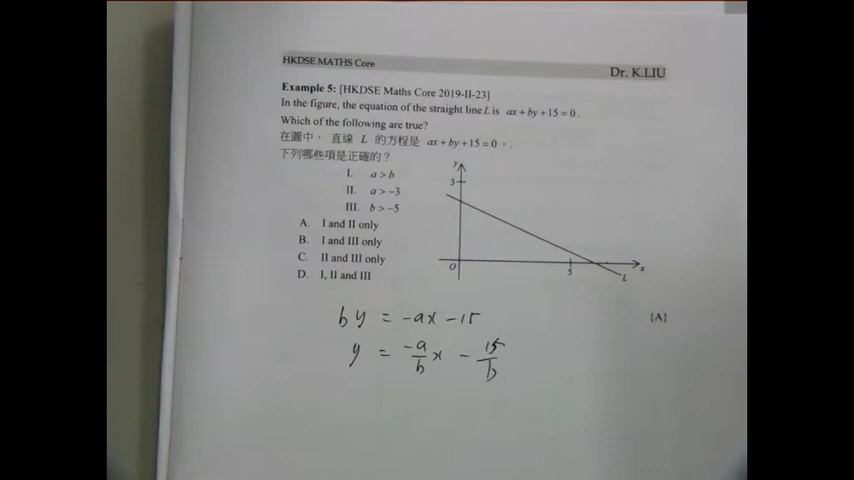 HKDSE MATHS Core
Dr. K.LIU
Example 5: [HKDSE Maths Core 2019-II-23]
In the figure, the equation of the straight line L is ax + by + 15 = 0.
Which of the following are true?
在圖中， 直線 L 的方程是 ax + by + 15 = 0 。
下列哪些項是正確的？
I. a > b
II. a > −3
III. b > −5
A. I and II only
B. I and III only
C. II and III only
D. I, II and III
y
3
O
5
x
L
[A]
by = -ax - 15
y = -a/b x - 15/b